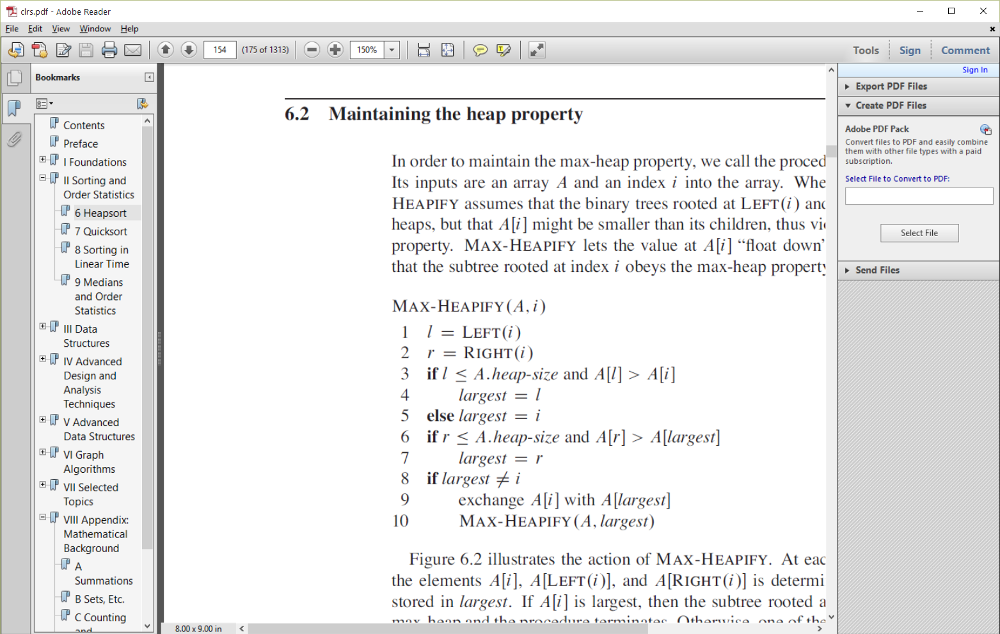 clrs.pdf - Adobe Reader
File Edit View Window Help
154 (175 of 1313) 150% Tools Sign Comment
Bookmarks
Contents
Preface
I Foundations
II Sorting and
Order Statistics
6 Heapsort
7 Quicksort
8 Sorting in
Linear Time
9 Medians
and Order
Statistics
III Data
Structures
IV Advanced
Design and
Analysis
Techniques
V Advanced
Data Structures
VI Graph
Algorithms
VII Selected
Topics
VIII Appendix:
Mathematical
Background
A
Summations
B Sets, Etc.
C Counting
and
6.2 Maintaining the heap property
In order to maintain the max-heap property, we call the proced
Its inputs are an array A and an index i into the array. Whe
HEAPIFY assumes that the binary trees rooted at LEFT(i) and
heaps, but that A[i] might be smaller than its children, thus vi
property. MAX-HEAPIFY lets the value at A[i] “float down”
that the subtree rooted at index i obeys the max-heap property
MAX-HEAPIFY(A, i)
1 l = LEFT(i)
2 r = RIGHT(i)
3 if l ≤ A.heap-size and A[l] > A[i]
4 largest = l
5 else largest = i
6 if r ≤ A.heap-size and A[r] > A[largest]
7 largest = r
8 if largest ≠ i
9 exchange A[i] with A[largest]
10 MAX-HEAPIFY(A, largest)
Figure 6.2 illustrates the action of MAX-HEAPIFY. At eac
the elements A[i], A[LEFT(i)], and A[RIGHT(i)] is determi
stored in largest. If A[i] is largest, then the subtree rooted a
max-heap and the procedure terminates. Otherwise, one of the
8.00 x 9.00 in
Sign In
Export PDF Files
Create PDF Files
Adobe PDF Pack
Convert files to PDF and easily combine
them with other file types with a paid
subscription.
Select File to Convert to PDF:
Select File
Send Files